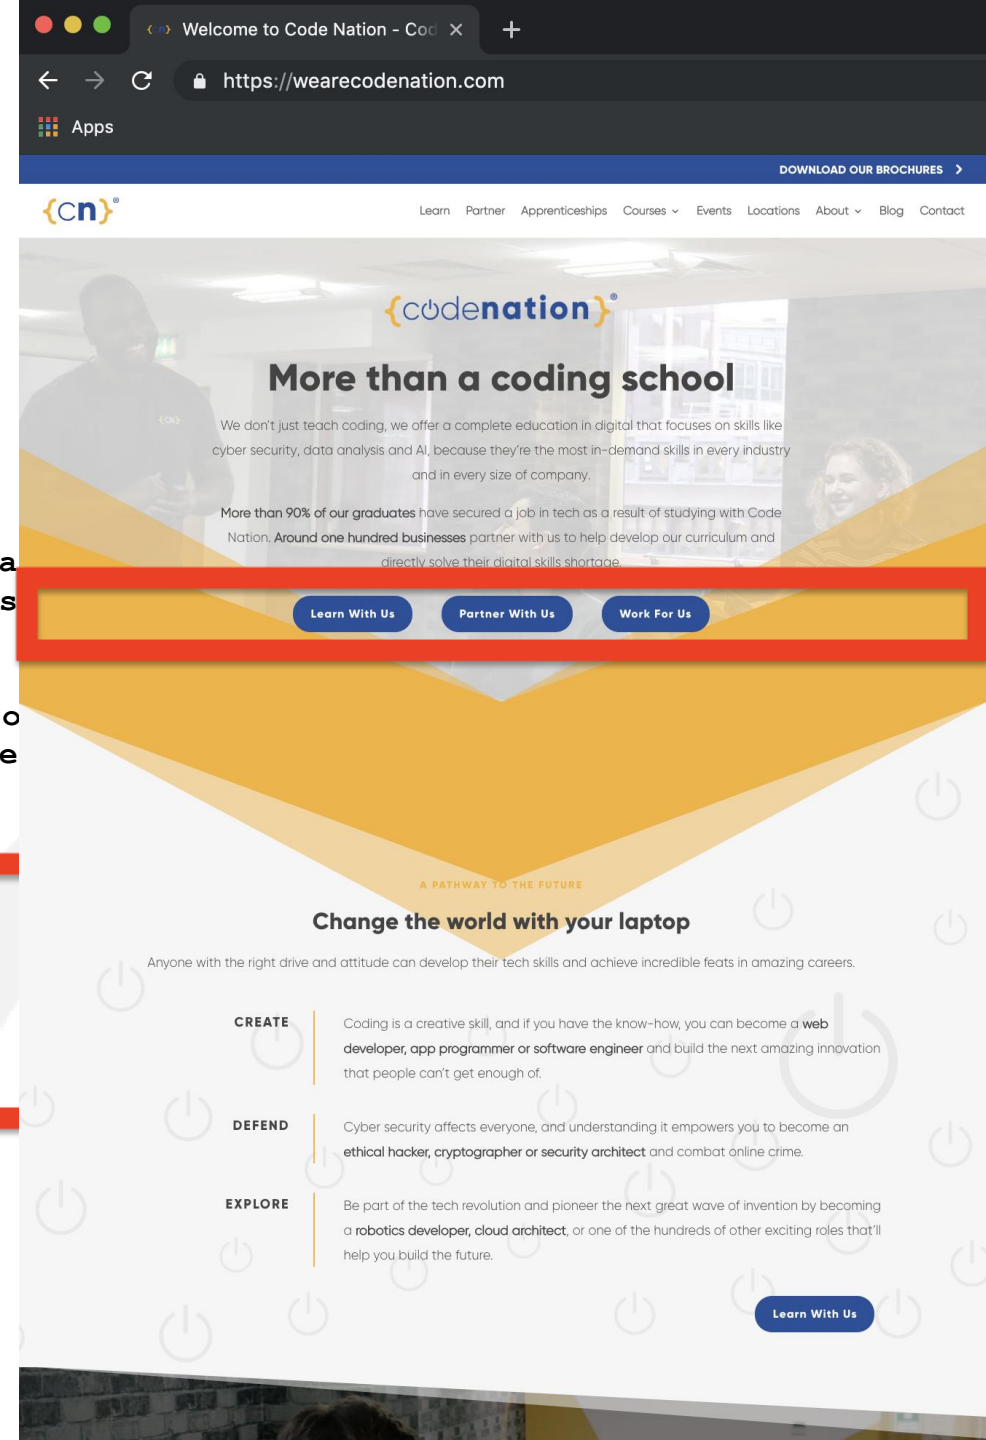 Welcome to Code Nation - Cod
https://wearecodenation.com
Apps
DOWNLOAD OUR BROCHURES
{cn}®
Learn Partner Apprenticeships Courses Events Locations About Blog Contact
{codenation}®
More than a coding school
We don't just teach coding, we offer a complete education in digital that focuses on skills like
cyber security, data analysis and AI, because they're the most in-demand skills in every industry
and in every size of company.
More than 90% of our graduates have secured a job in tech as a result of studying with Code
Nation. Around one hundred businesses partner with us to help develop our curriculum and
directly solve their digital skills shortage.
a
s
Learn With Us Partner With Us Work For Us
o
e
A PATHWAY TO THE FUTURE
Change the world with your laptop
Anyone with the right drive and attitude can develop their tech skills and achieve incredible feats in amazing careers.
CREATE
Coding is a creative skill, and if you have the know-how, you can become a web
developer, app programmer or software engineer and build the next amazing innovation
that people can't get enough of.
DEFEND
Cyber security affects everyone, and understanding it empowers you to become an
ethical hacker, cryptographer or security architect and combat online crime.
EXPLORE
Be part of the tech revolution and pioneer the next great wave of invention by becoming
a robotics developer, cloud architect, or one of the hundreds of other exciting roles that'll
help you build the future.
Learn With Us